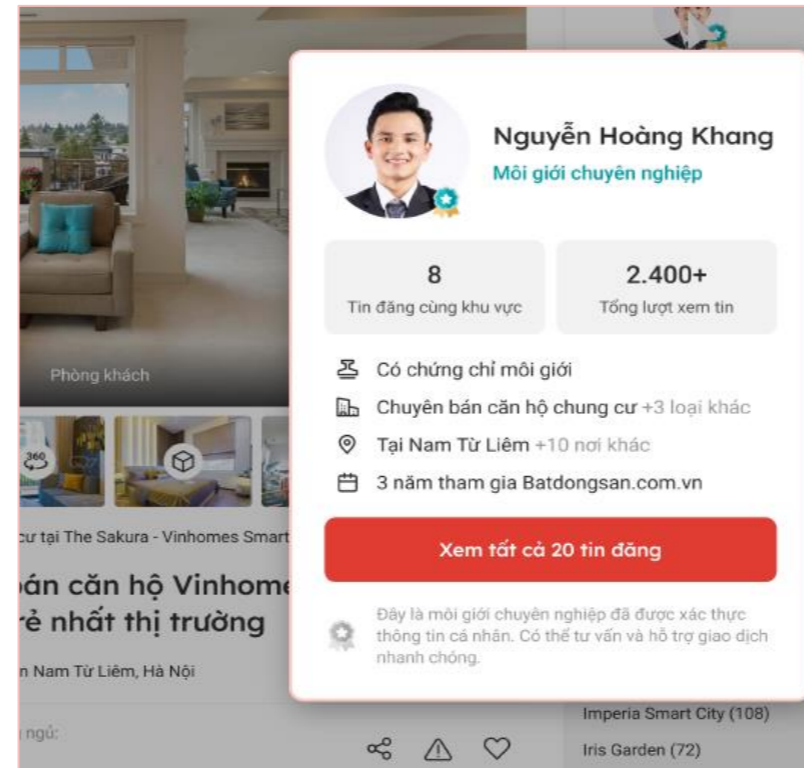 Nguyễn Hoàng Khang
Môi giới chuyên nghiệp
8
Tin đăng cùng khu vực
2.400+
Tổng lượt xem tin
Có chứng chỉ môi giới
Chuyên bán căn hộ chung cư +3 loại khác
Tại Nam Từ Liêm +10 nơi khác
3 năm tham gia Batdongsan.com.vn
Xem tất cả 20 tin đăng
Đây là môi giới chuyên nghiệp đã được xác thực
thông tin cá nhân. Có thể tư vấn và hỗ trợ giao dịch
nhanh chóng.
Phòng khách
360
cư tại The Sakura - Vinhomes Smart
án căn hộ Vinhome
rẻ nhất thị trường
n Nam Từ Liêm, Hà Nội
ngủ:
Imperia Smart City (108)
Iris Garden (72)